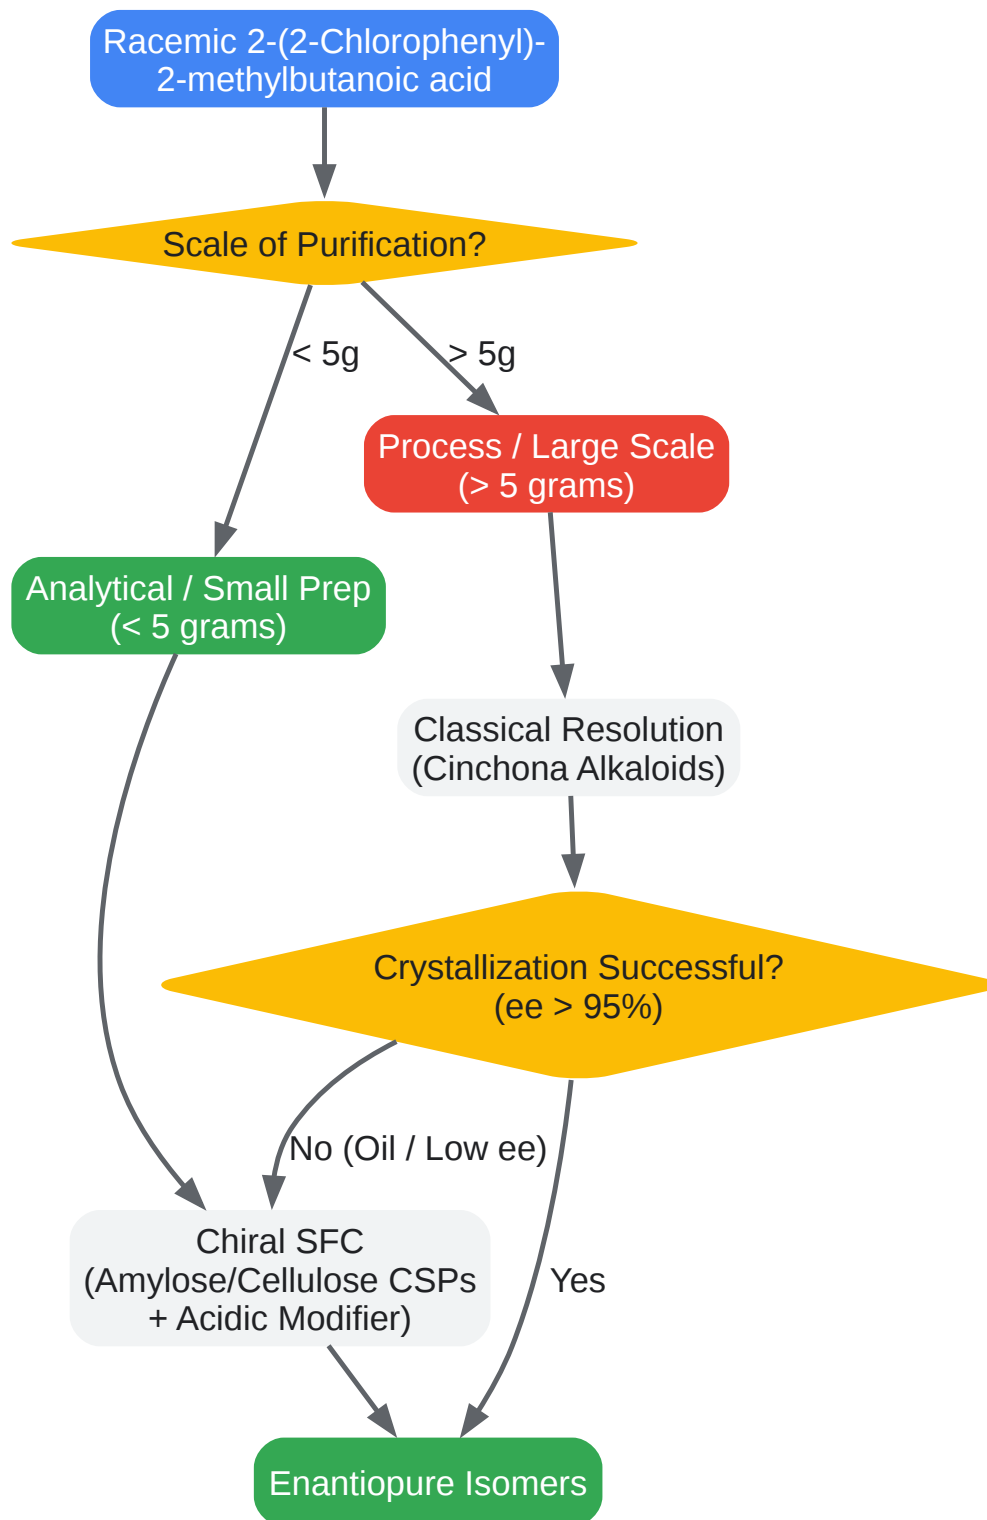 Racemic 2-(2-Chlorophenyl)-
2-methylbutanoic acid
Scale of Purification?
< 5g
> 5g
Process / Large Scale
(> 5 grams)
Analytical / Small Prep
(< 5 grams)
Classical Resolution
(Cinchona Alkaloids)
Crystallization Successful?
(ee > 95%)
No (Oil / Low ee)
Chiral SFC
(Amylose/Cellulose CSPs
+ Acidic Modifier)
Yes
Enantiopure Isomers